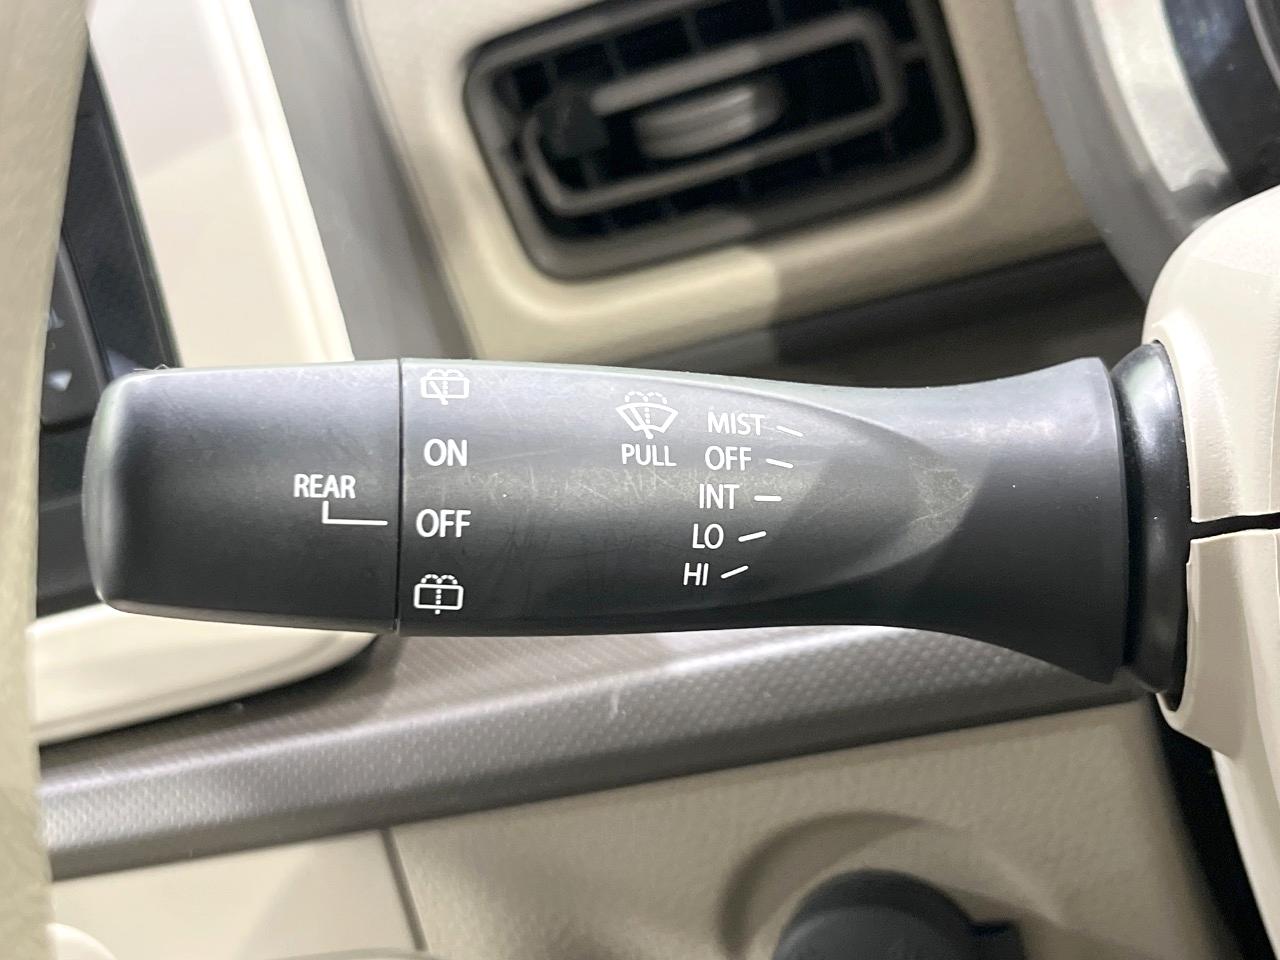 REAR
ON
OFF
PULL
MIST
OFF
INT
LO
HI